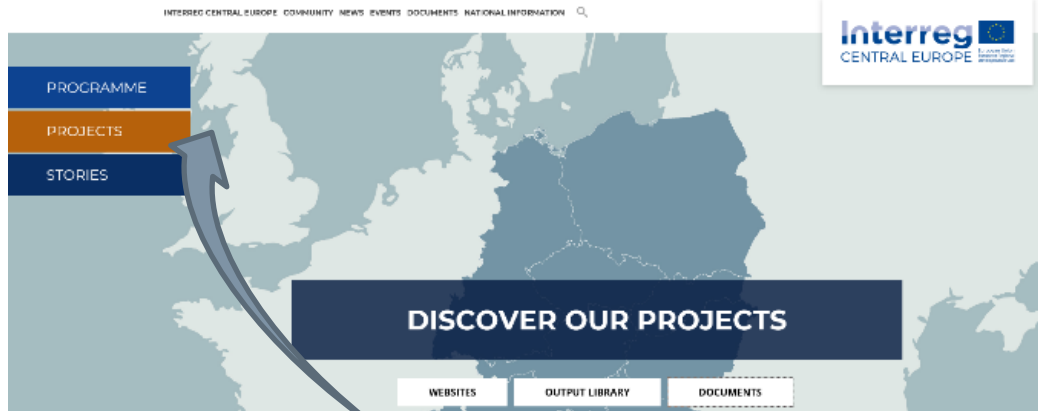 INTERREG CENTRAL EUROPE COMMUNITY NEWS EVENTS DOCUMENTS NATIONAL INFORMATION
Interreg
CENTRAL EUROPE
PROGRAMME
PROJECTS
STORIES
DISCOVER OUR PROJECTS
WEBSITES OUTPUT LIBRARY DOCUMENTS